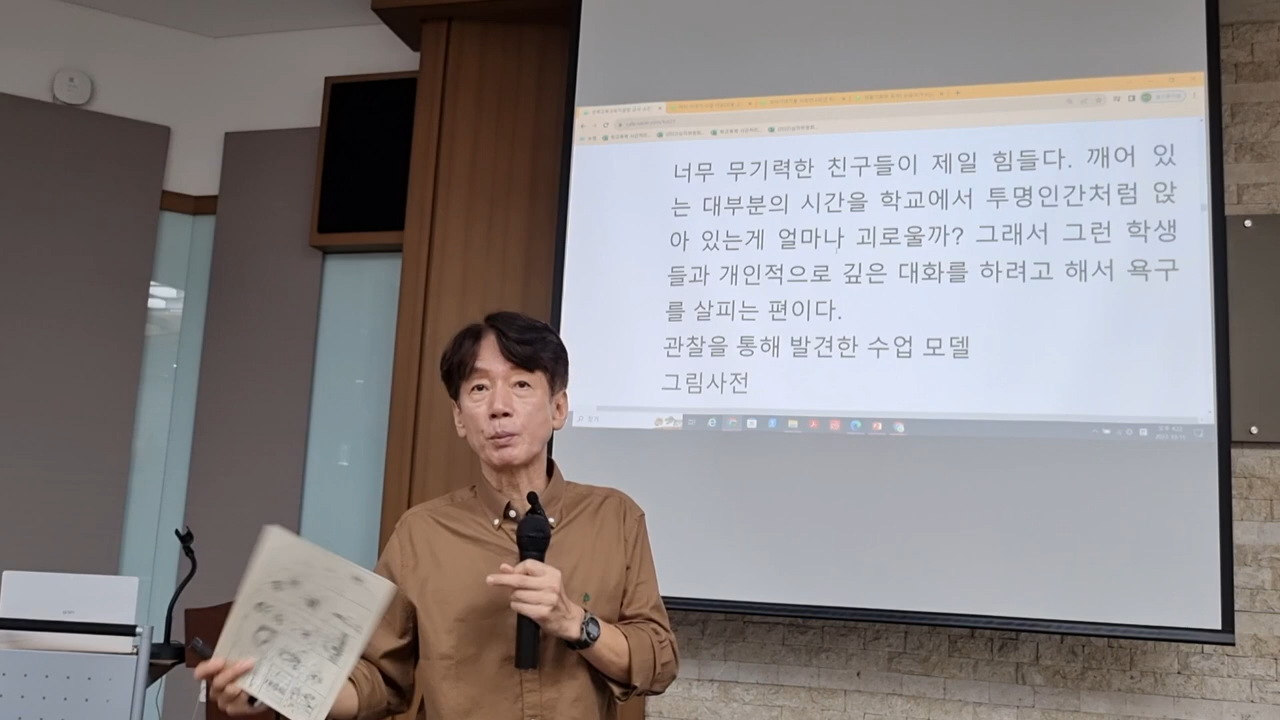 너무 무기력한 친구들이 제일 힘들다. 깨어 있
는 대부분의 시간을 학교에서 투명인간처럼 앉
아 있는게 얼마나 괴로울까? 그래서 그런 학생
들과 개인적으로 깊은 대화를 하려고 해서 욕구
를 살피는 편이다.
관찰을 통해 발견한 수업 모델
그림사전
찾기